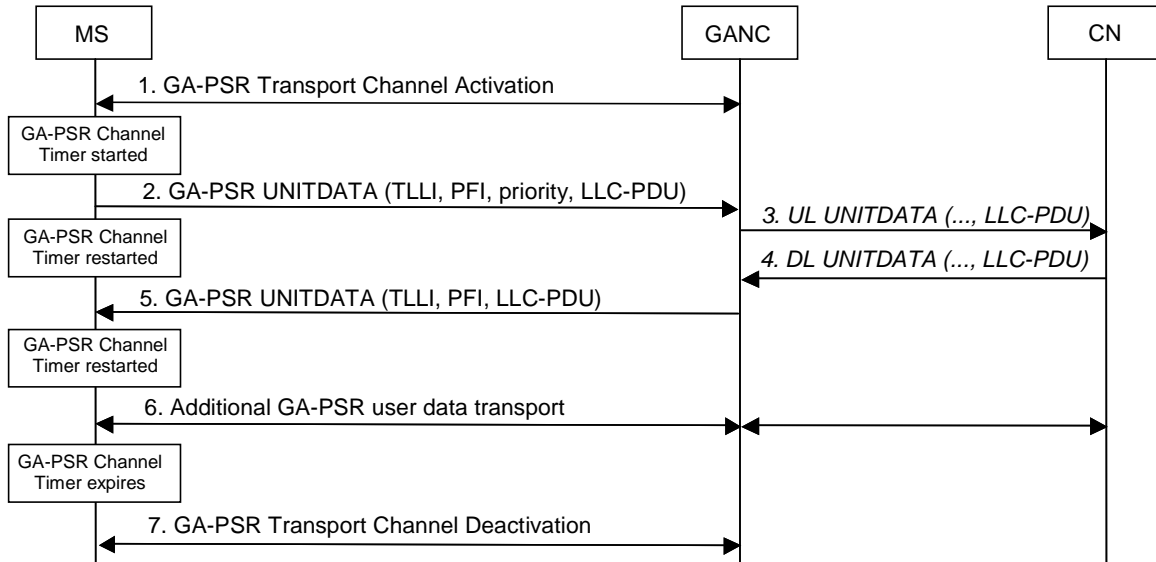 MS
GANC
CN
1. GA-PSR Transport Channel Activation
GA-PSR Channel
Timer started
2. GA-PSR UNITDATA (TLLI, PFI, priority, LLC-PDU)
3. UL UNITDATA (..., LLC-PDU)
GA-PSR Channel
Timer restarted
4. DL UNITDATA (..., LLC-PDU)
5. GA-PSR UNITDATA (TLLI, PFI, LLC-PDU)
GA-PSR Channel
Timer restarted
6. Additional GA-PSR user data transport
GA-PSR Channel
Timer expires
7. GA-PSR Transport Channel Deactivation